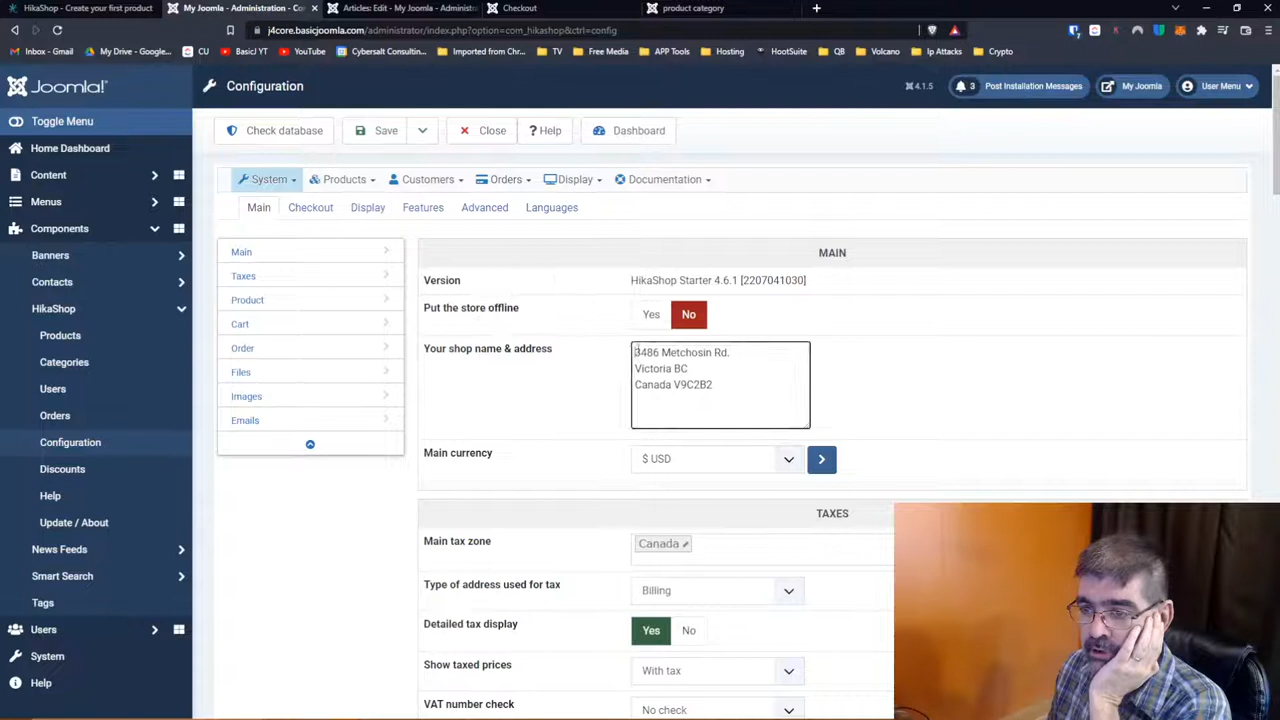 HikaShop - Create your first product
My Joomla - Administration - Co
Articles: Edit - My Joomla - Administ
Checkout
product category
j4core.basicjoomla.com/administrator/index.php?option=com_hikashop&ctrl=config
Inbox - Gmail
My Drive - Google...
CU
BasicJ YT
YouTube
Cybersalt Consulting...
Imported from Chr...
TV
Free Media
APP Tools
Hosting
HootSuite
QB
Volcano
Ip Attacks
Crypto
Joomla!
Configuration
4.1.5
3 Post Installation Messages
My Joomla
User Menu
Toggle Menu
Home Dashboard
Content
Menus
Components
Banners
Contacts
HikaShop
Products
Categories
Users
Orders
Configuration
Discounts
Help
Update / About
News Feeds
Smart Search
Tags
Users
System
Help
Check database
Save
Close
? Help
Dashboard
System
Products
Customers
Orders
Display
Documentation
Main
Checkout
Display
Features
Advanced
Languages
Main
Taxes
Product
Cart
Order
Files
Images
Emails
MAIN
Version
HikaShop Starter 4.6.1 [2207041030]
Put the store offline
Yes
No
Your shop name & address
3486 Metchosin Rd.
Victoria BC
Canada V9C2B2
Main currency
$ USD
TAXES
Main tax zone
Canada
Type of address used for tax
Billing
Detailed tax display
Yes
No
Show taxed prices
With tax
VAT number check
No check